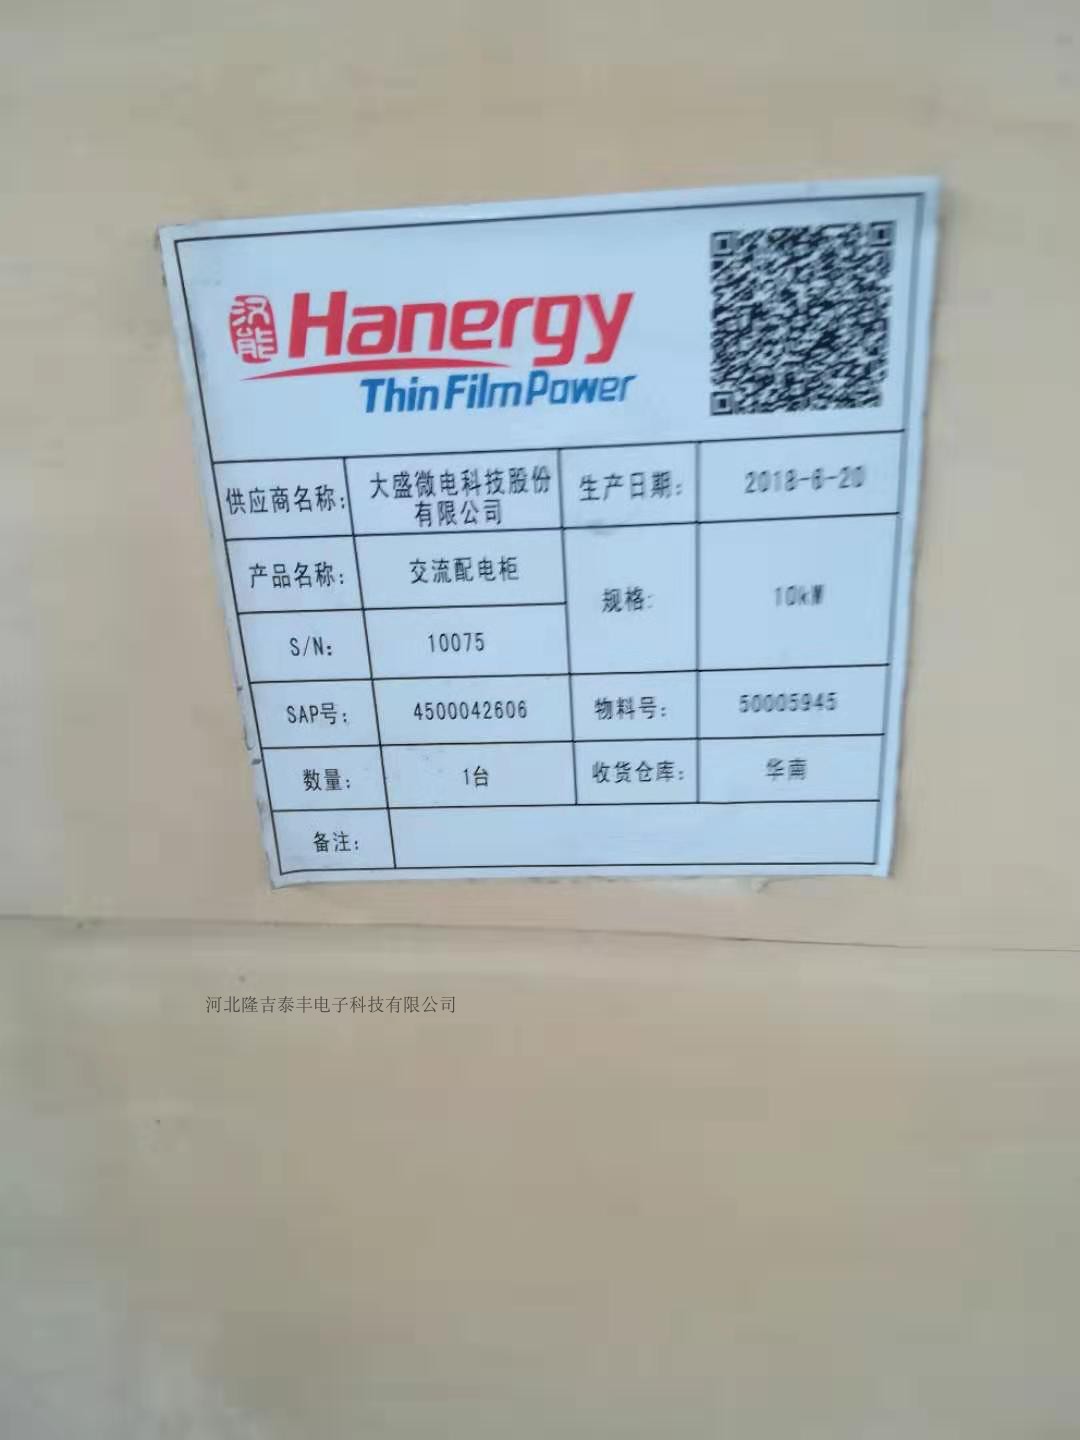 汉能
Hanergy
Thin Film Power
供应商名称: 大盛微电科技股份有限公司 生产日期: 2018-6-20
产品名称: 交流配电柜 规格: 10kW
S/N: 10075
SAP号: 4500042606 物料号: 50005945
数量: 1台 收货仓库: 华南
备注:
河北隆吉泰丰电子科技有限公司